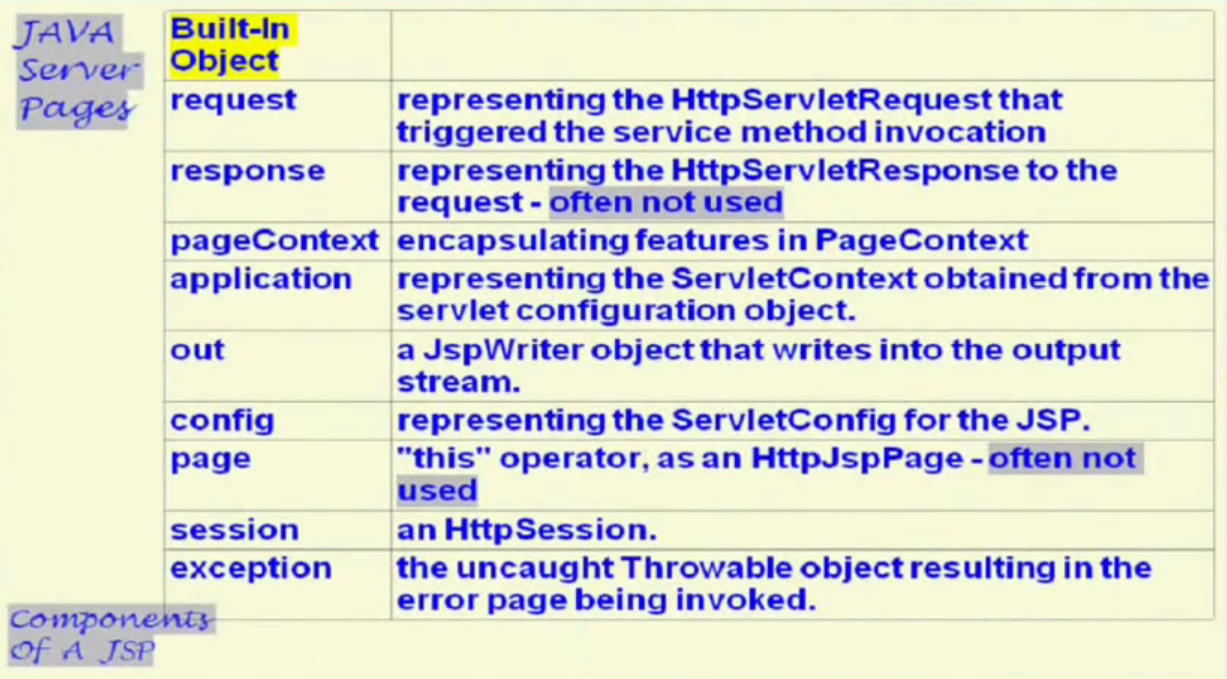 JAVA
Server
Pages
Built-In
Object
request
representing the HttpServletRequest that
triggered the service method invocation
response
representing the HttpServletResponse to the
request - often not used
pageContext
encapsulating features in PageContext
application
representing the ServletContext obtained from the
servlet configuration object.
out
a JspWriter object that writes into the output
stream.
config
representing the ServletConfig for the JSP.
page
"this" operator, as an HttpJspPage - often not
used
session
an HttpSession.
exception
the uncaught Throwable object resulting in the
error page being invoked.
Components
Of A JSP